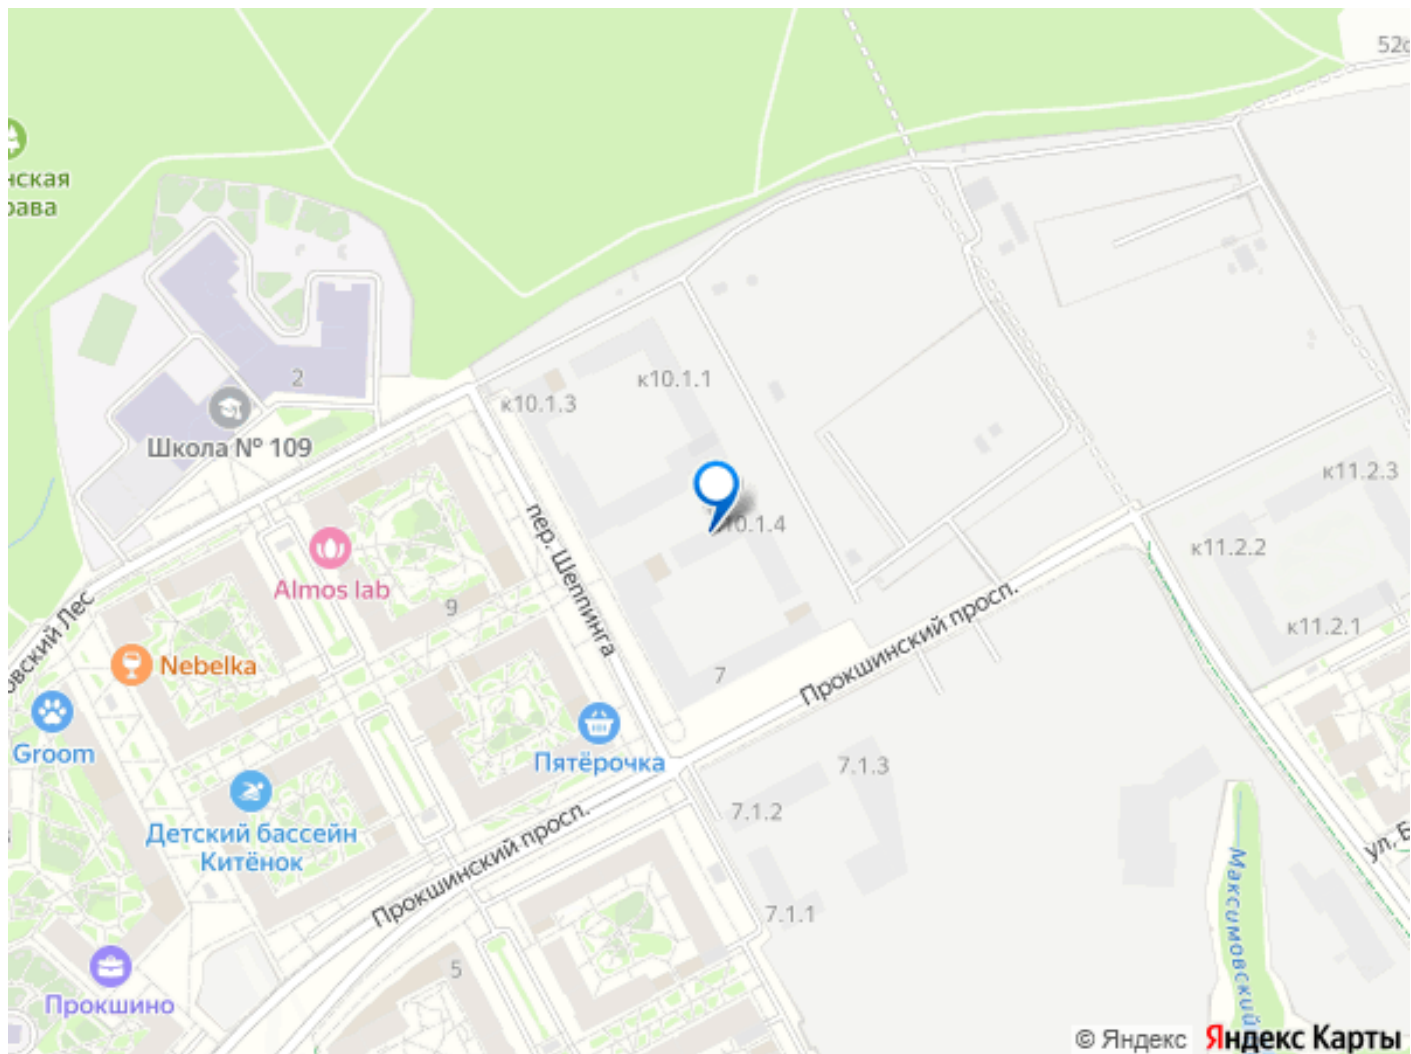 52с
нская
рава
2
Школа № 109
к10.1.1
к10.1.3
10.1.4
к11.2.3
к11.2.2
к11.2.1
пер. Шеппинга
Almos lab
9
овский Лес
Nebelka
Groom
7
Прокшинский просп.
Пятёрочка
7.1.3
7.1.2
7.1.1
Детский бассейн
Китёнок
Прокшинский просп.
ул. Б
Максимовский
5
Прокшино
© Яндекс Яндекс Карты